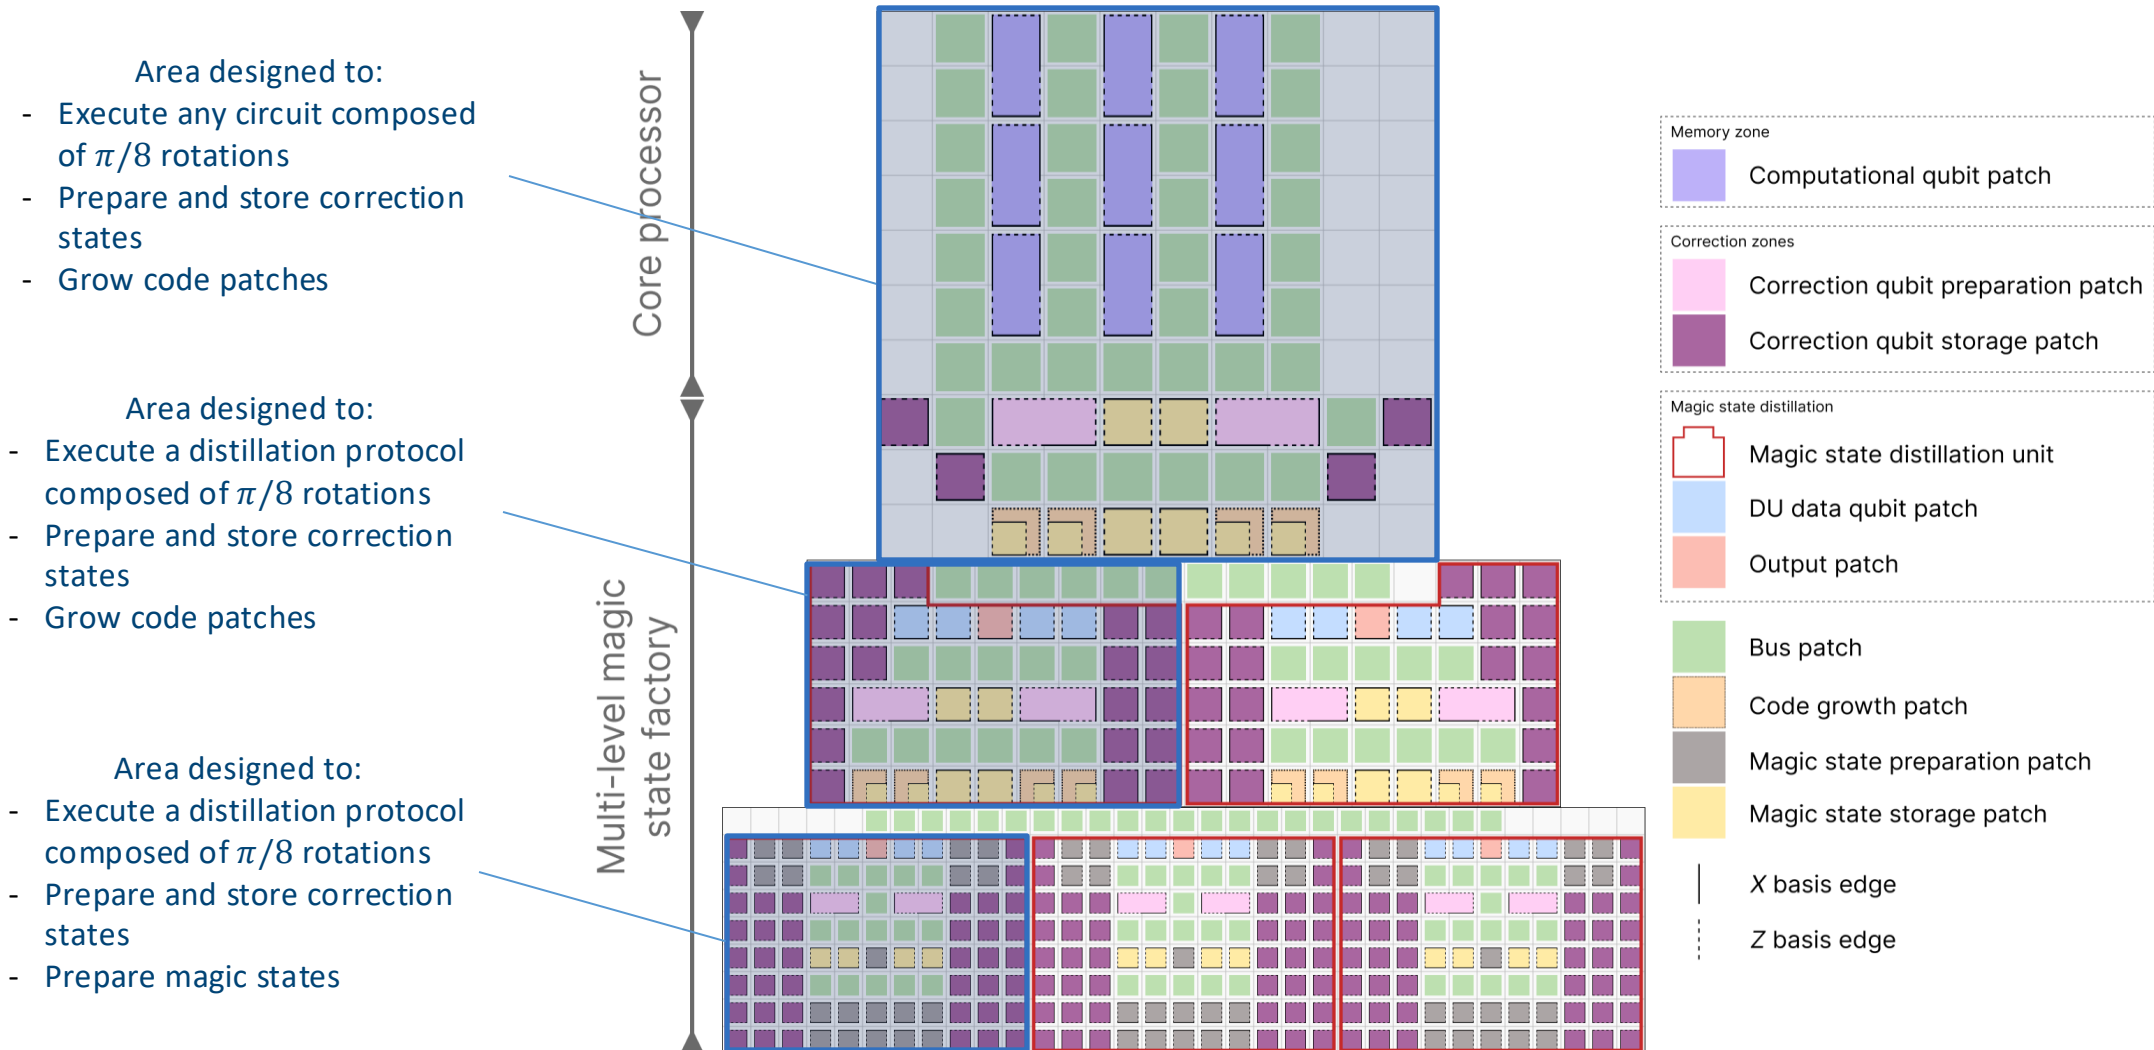 Area designed to:
- Execute any circuit composed
of π/8 rotations
- Prepare and store correction
states
- Grow code patches
Area designed to:
- Execute a distillation protocol
composed of π/8 rotations
- Prepare and store correction
states
- Grow code patches
Area designed to:
- Execute a distillation protocol
composed of π/8 rotations
- Prepare and store correction
states
- Prepare magic states
Core processor
Multi-level magic
state factory
Memory zone
Computational qubit patch
Correction zones
Correction qubit preparation patch
Correction qubit storage patch
Magic state distillation
Magic state distillation unit
DU data qubit patch
Output patch
Bus patch
Code growth patch
Magic state preparation patch
Magic state storage patch
X basis edge
Z basis edge